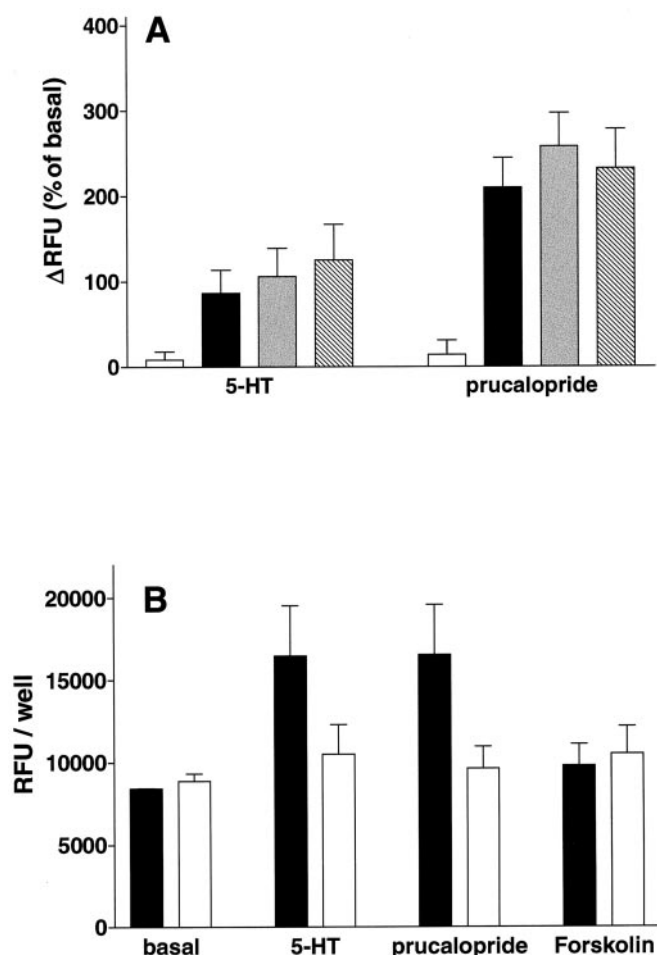 A
ΔRFU (% of basal)
400
300
200
100
0
5-HT prucalopride
B
RFU / well
20000
15000
10000
5000
0
basal 5-HT prucalopride Forskolin